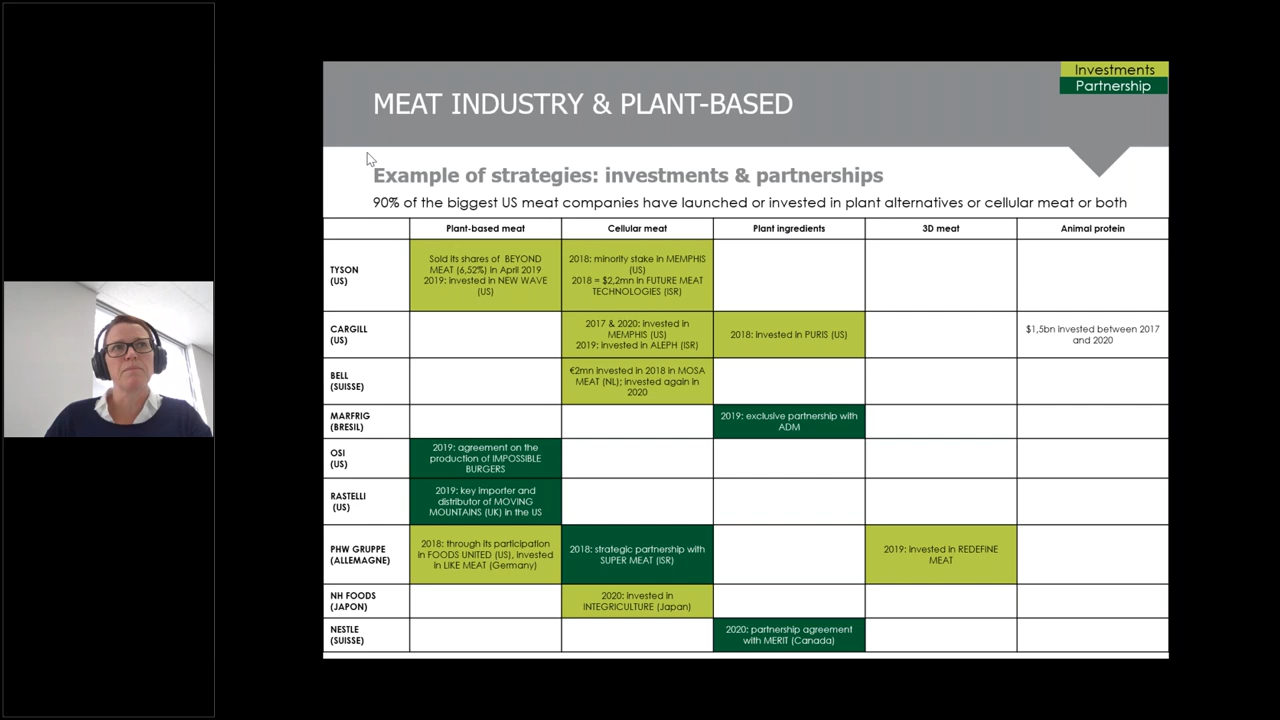 Investments
Partnership
MEAT INDUSTRY & PLANT-BASED
Example of strategies: investments & partnerships
90% of the biggest US meat companies have launched or invested in plant alternatives or cellular meat or both
Plant-based meat
Cellular meat
Plant ingredients
3D meat
Animal protein
TYSON
(US)
Sold its shares of BEYOND
MEAT (6,52%) in April 2019
2019: invested in NEW WAVE
(US)
2018: minority stake in MEMPHIS
(US)
2018 = $2,2mn in FUTURE MEAT
TECHNOLOGIES (ISR)
CARGILL
(US)
2017 & 2020: invested in
MEMPHIS (US)
2019: invested in ALEPH (ISR)
2018: invested in PURIS (US)
$1,5bn invested between 2017
and 2020
BELL
(SUISSE)
€2mn invested in 2018 in MOSA
MEAT (NL); invested again in
2020
MARFRIG
(BRESIL)
2019: exclusive partnership with
ADM
OSI
(US)
2019: agreement on the
production of IMPOSSIBLE
BURGERS
RASTELLI
(US)
2019: key importer and
distributor of MOVING
MOUNTAINS (UK) in the US
PHW GRUPPE
(ALLEMAGNE)
2018: through its participation
in FOODS UNITED (US), invested
in LIKE MEAT (Germany)
2018: strategic partnership with
SUPER MEAT (ISR)
2019: invested in REDEFINE
MEAT
NH FOODS
(JAPON)
2020: invested in
INTEGRICULTURE (Japan)
NESTLE
(SUISSE)
2020: partnership agreement
with MERIT (Canada)